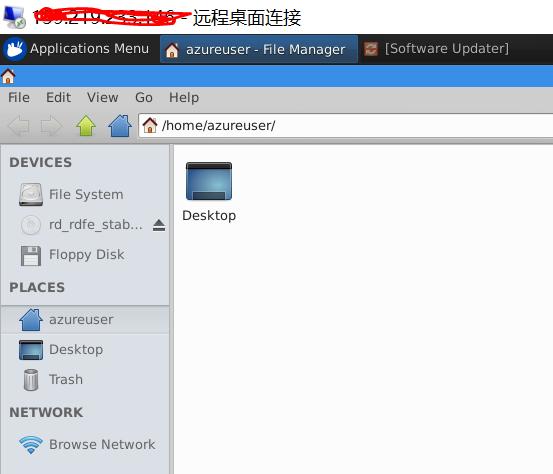 - 远程桌面连接
Applications Menu
azureuser - File Manager
[Software Updater]
File Edit View Go Help
/home/azureuser/
DEVICES
File System
rd_rdfe_stab...
Floppy Disk
PLACES
azureuser
Desktop
Trash
NETWORK
Browse Network
Desktop